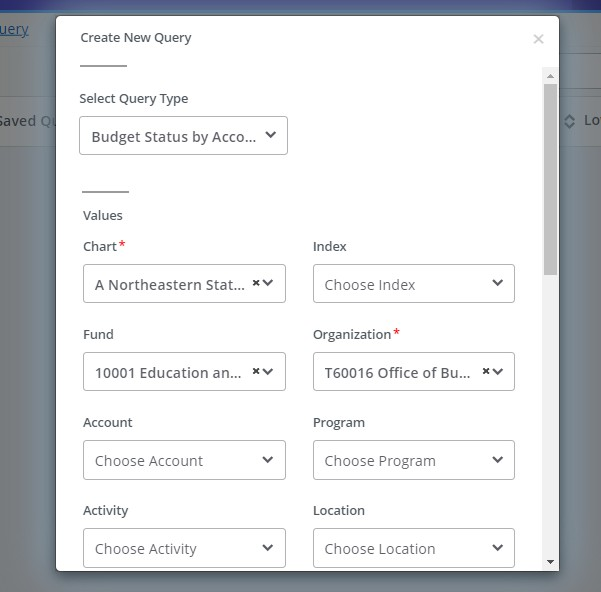 uery
Create New Query
×
Select Query Type
Saved Qu
Budget Status by Acco...
Lo
Values
Chart*
Index
A Northeastern Stat...
Choose Index
Fund
Organization*
10001 Education an...
T60016 Office of Bu...
Account
Program
Choose Account
Choose Program
Activity
Location
Choose Activity
Choose Location